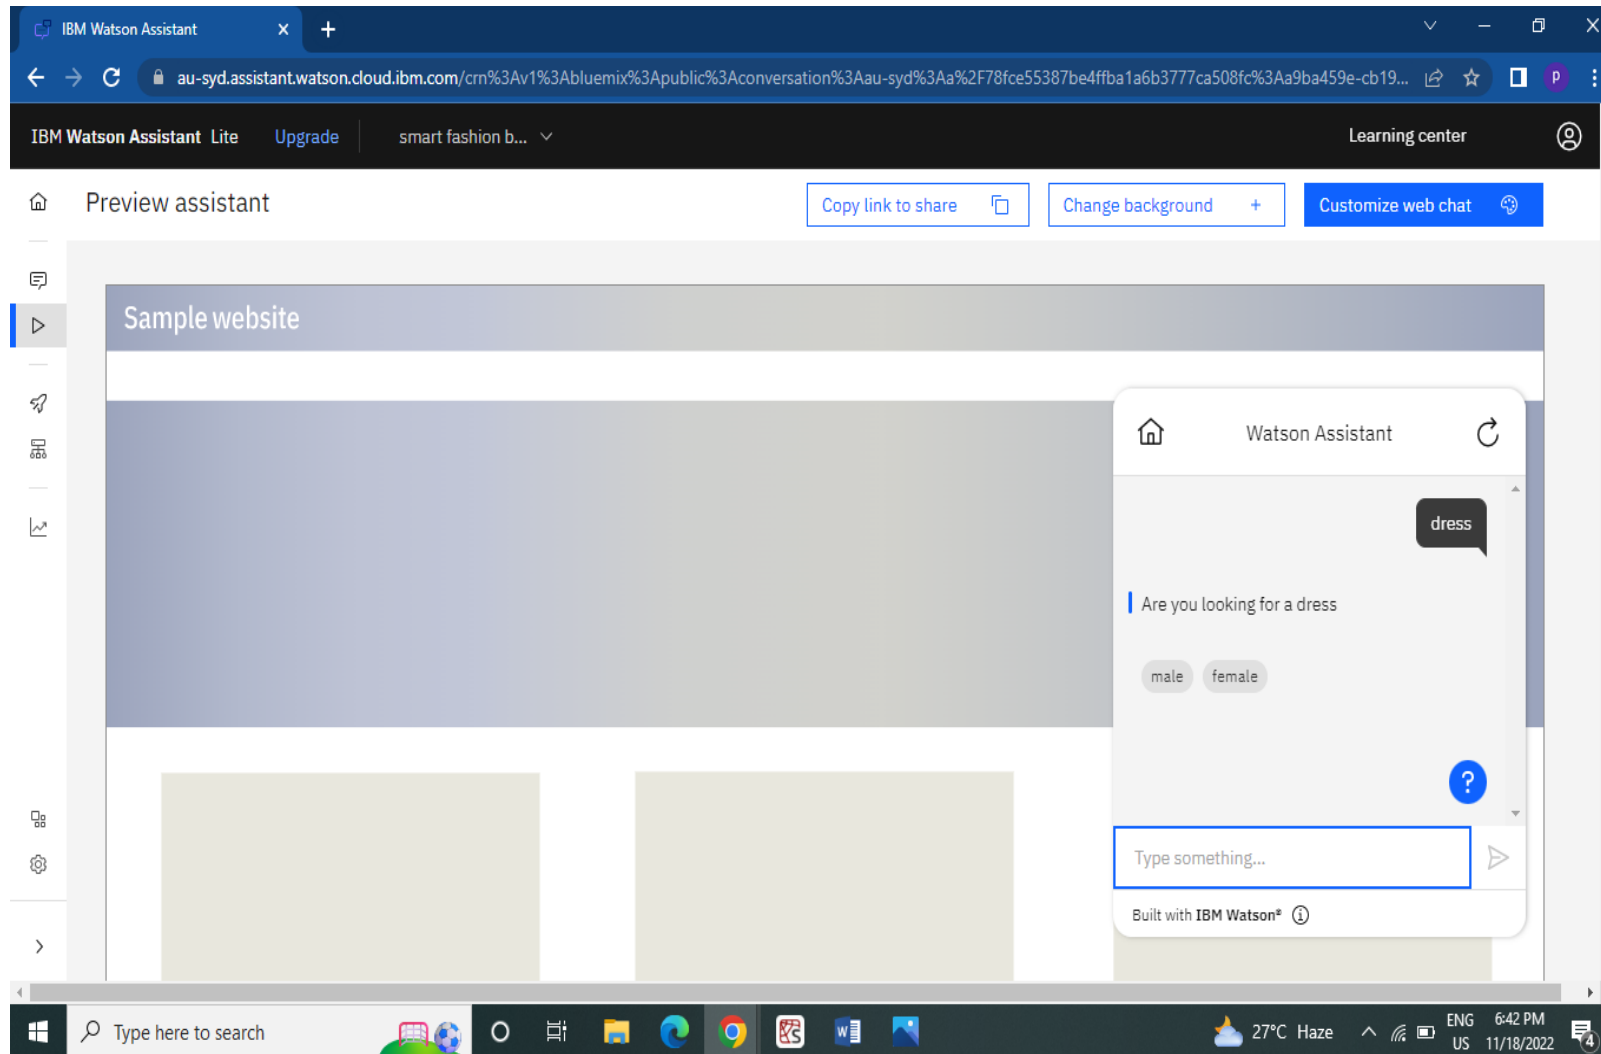 IBM Watson Assistant
au-syd.assistant.watson.cloud.ibm.com/crn%3Av1%3Abluemix%3Apublic%3Aconversation%3Aau-syd%3Aa%2F78fce55387be4ffba1a6b3777ca508fc%3Aa9ba459e-cb19...
P
IBM Watson Assistant Lite Upgrade smart fashion b... Learning center
Preview assistant Copy link to share Change background + Customize web chat
Sample website
Watson Assistant
dress
Are you looking for a dress
male female
?
Type something...
Built with IBM Watson®
Type here to search 27°C Haze ENG US 6:42 PM 11/18/2022 4